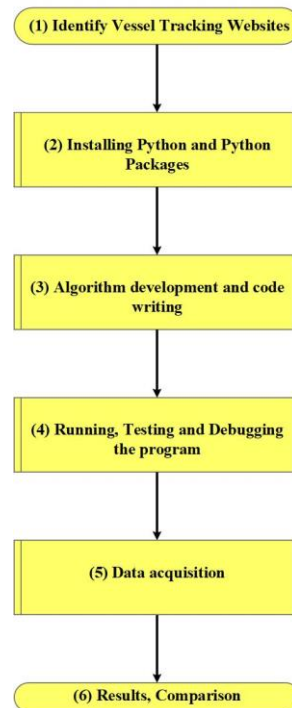 (1) Identify Vessel Tracking Websites
(2) Installing Python and Python
Packages
(3) Algorithm development and code
writing
(4) Running, Testing and Debugging
the program
(5) Data acquisition
(6) Results, Comparison